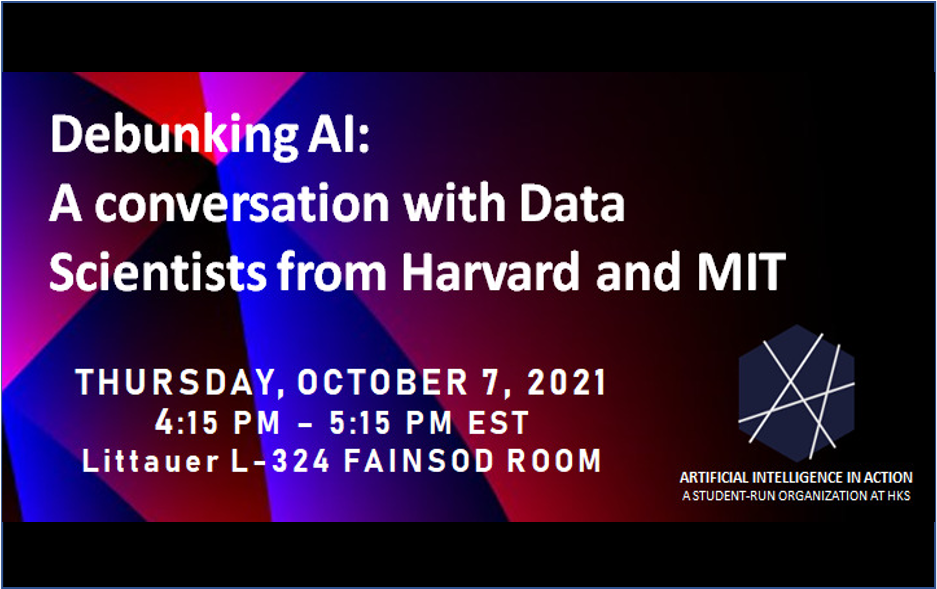 Debunking AI:
A conversation with Data
Scientists from Harvard and MIT
THURSDAY, OCTOBER 7, 2021
4:15 PM – 5:15 PM EST
Littauer L-324 FAINSOD ROOM
ARTIFICIAL INTELLIGENCE IN ACTION
A STUDENT-RUN ORGANIZATION AT HKS